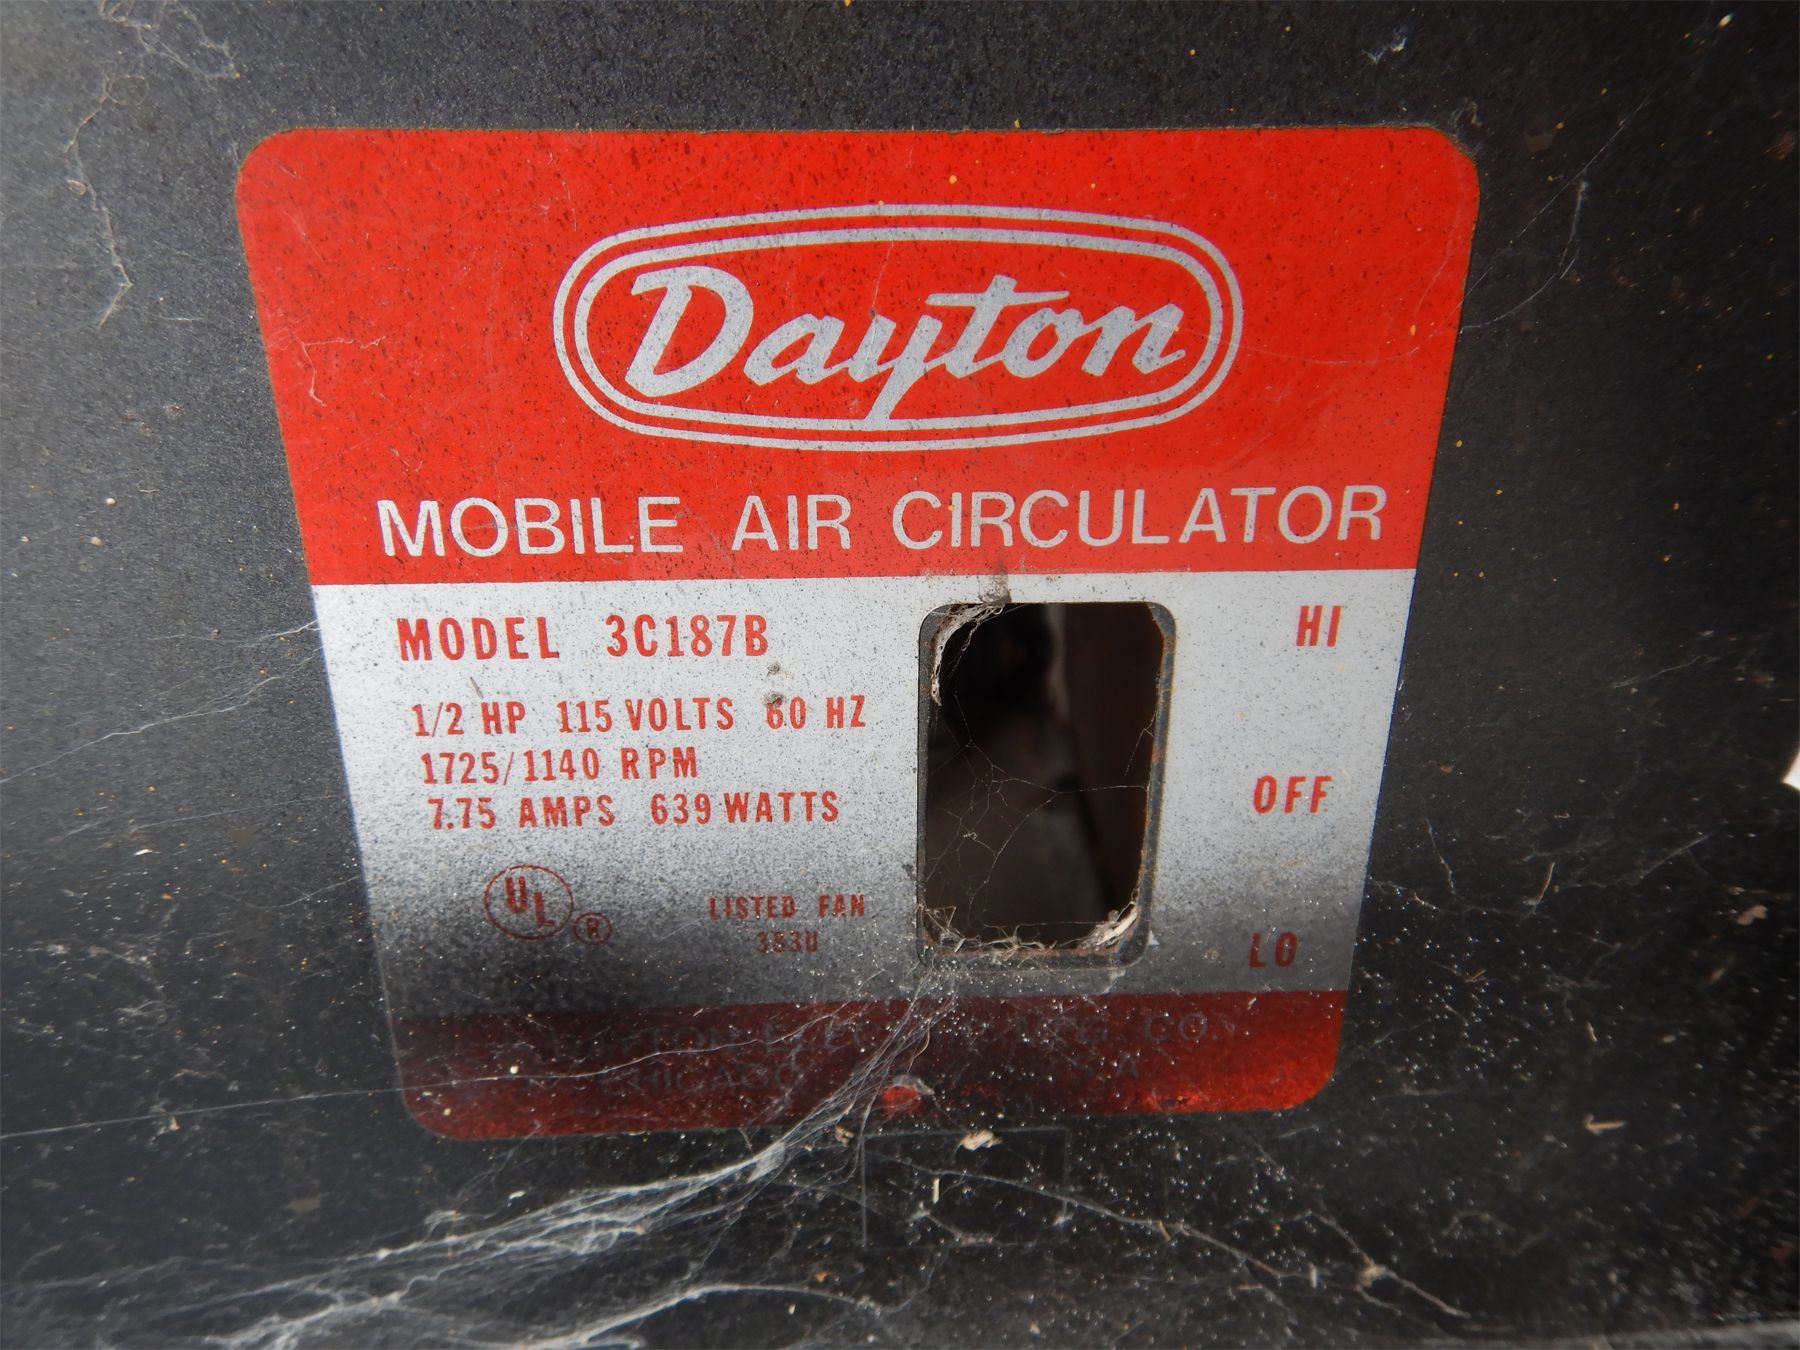 Dayton
MOBILE AIR CIRCULATOR
MODEL 3C187B
HI
1/2 HP 115 VOLTS 60 HZ
1725/1140 RPM
7.75 AMPS 639 WATTS
OFF
UL ®
LISTED FAN
LO
CHICAGO